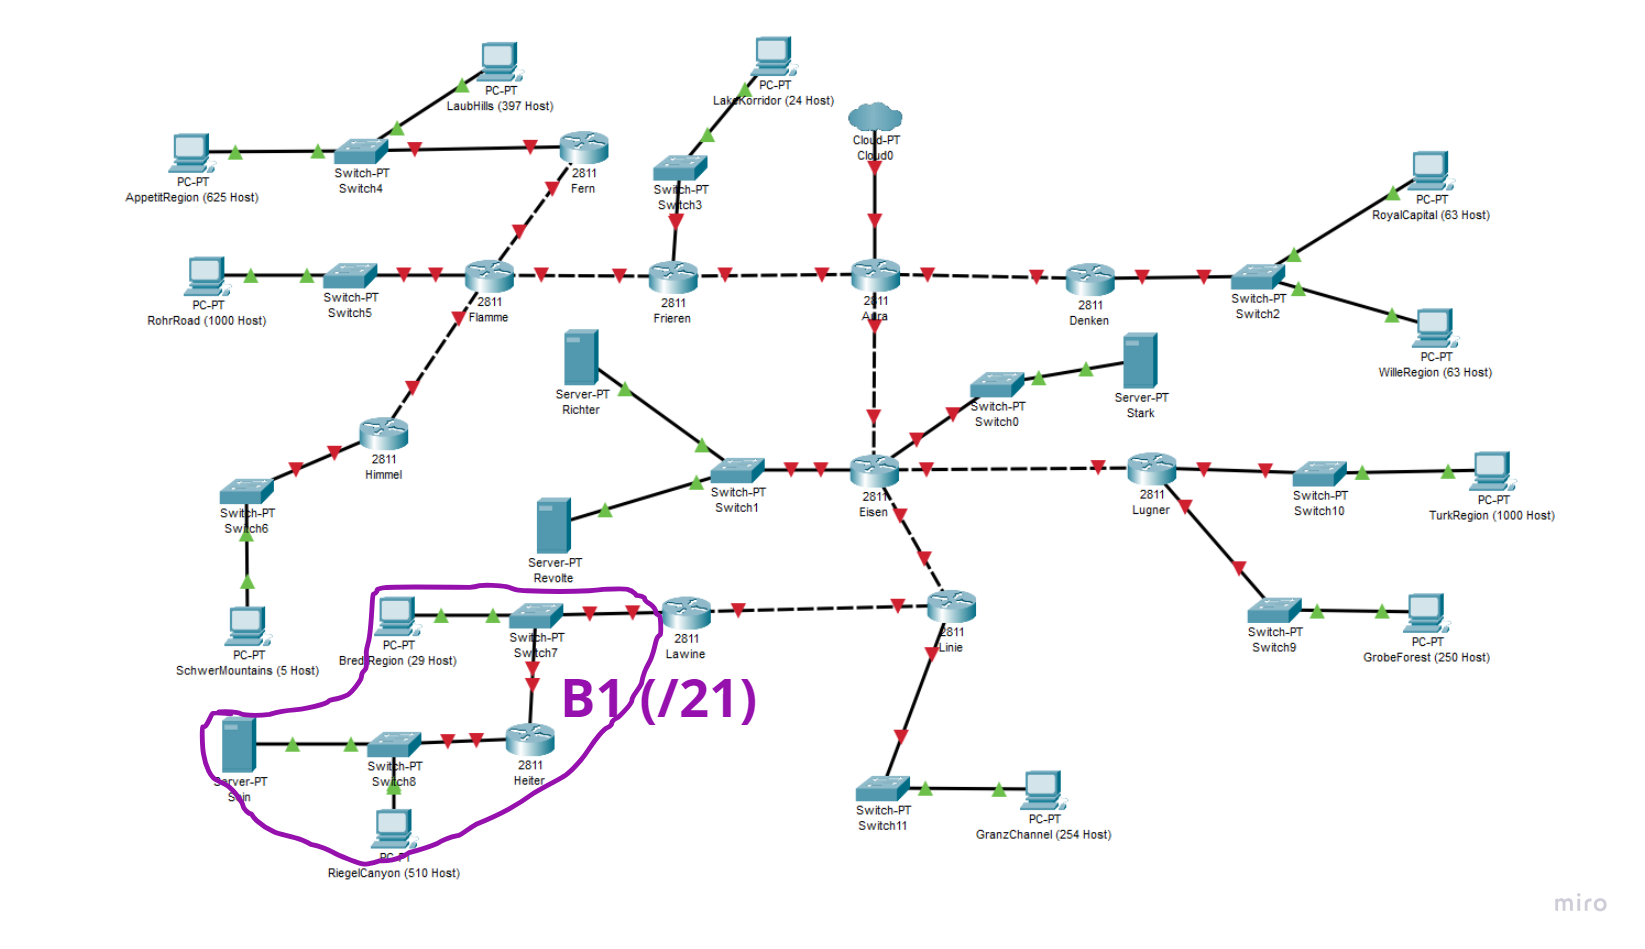 PC-PT
LaubHills (397 Host)
PC-PT
LakeKorridor (24 Host)
Cloud-PT
Cloud0
PC-PT
AppetitRegion (625 Host)
Switch-PT
Switch4
2811
Fern
Switch-PT
Switch3
PC-PT
RoyalCapital (63 Host)
PC-PT
RohrRoad (1000 Host)
Switch-PT
Switch5
2811
Flamme
2811
Frieren
2811
Aura
2811
Denken
Switch-PT
Switch2
PC-PT
WilleRegion (63 Host)
Server-PT
Richter
Switch-PT
Switch0
Server-PT
Stark
2811
Himmel
Switch-PT
Switch6
Switch-PT
Switch1
2811
Eisen
2811
Lugner
Switch-PT
Switch10
PC-PT
TurkRegion (1000 Host)
Server-PT
Revolte
PC-PT
SchwerMountains (5 Host)
PC-PT
BredtRegion (29 Host)
Switch-PT
Switch7
2811
Lawine
2811
Linie
Switch-PT
Switch9
PC-PT
GrobeForest (250 Host)
B1 (/21)
Server-PT
Sein
Switch-PT
Switch8
2811
Heiter
PC-PT
RiegelCanyon (510 Host)
Switch-PT
Switch11
PC-PT
GranzChannel (254 Host)
miro